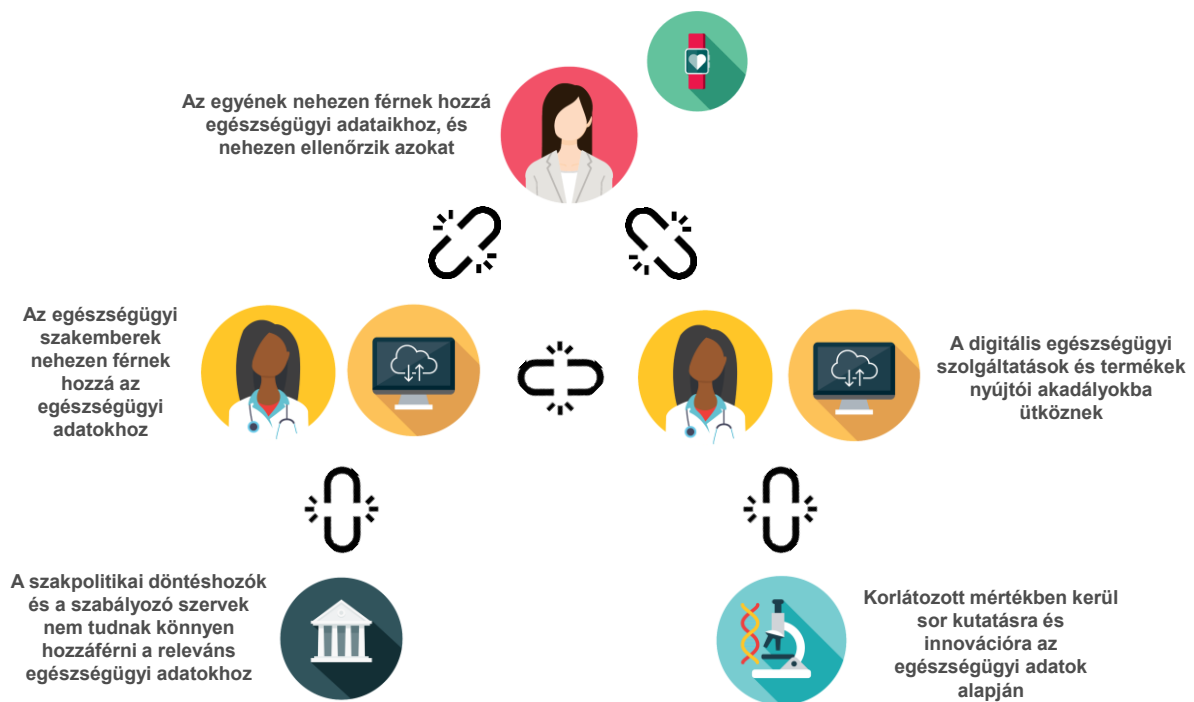 Az egyének nehezen férnek hozzá
egészségügyi adataikhoz, és
nehezen ellenőrzik azokat
Az egészségügyi
szakemberek
nehezen férnek
hozzá az
egészségügyi
adatokhoz
A digitális egészségügyi
szolgáltatások és termékek
nyújtói akadályokba
ütköznek
A szakpolitikai döntéshozók
és a szabályozó szervek
nem tudnak könnyen
hozzáférni a releváns
egészségügyi adatokhoz
Korlátozott mértékben kerül
sor kutatásra és
innovációra az
egészségügyi adatok
alapján